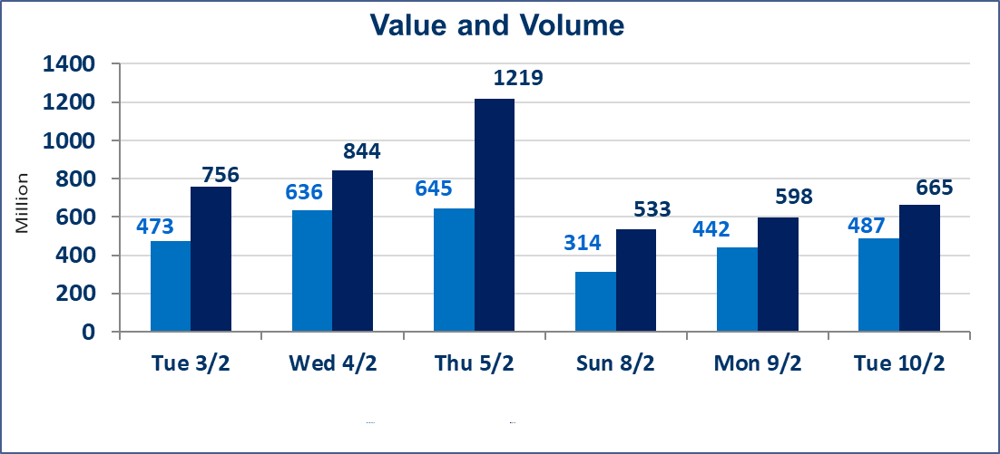 Value and Volume
1400
1200
1000
800
600
400
200
0
Million
473
756
636
844
645
1219
314
533
442
598
487
665
Tue 3/2
Wed 4/2
Thu 5/2
Sun 8/2
Mon 9/2
Tue 10/2